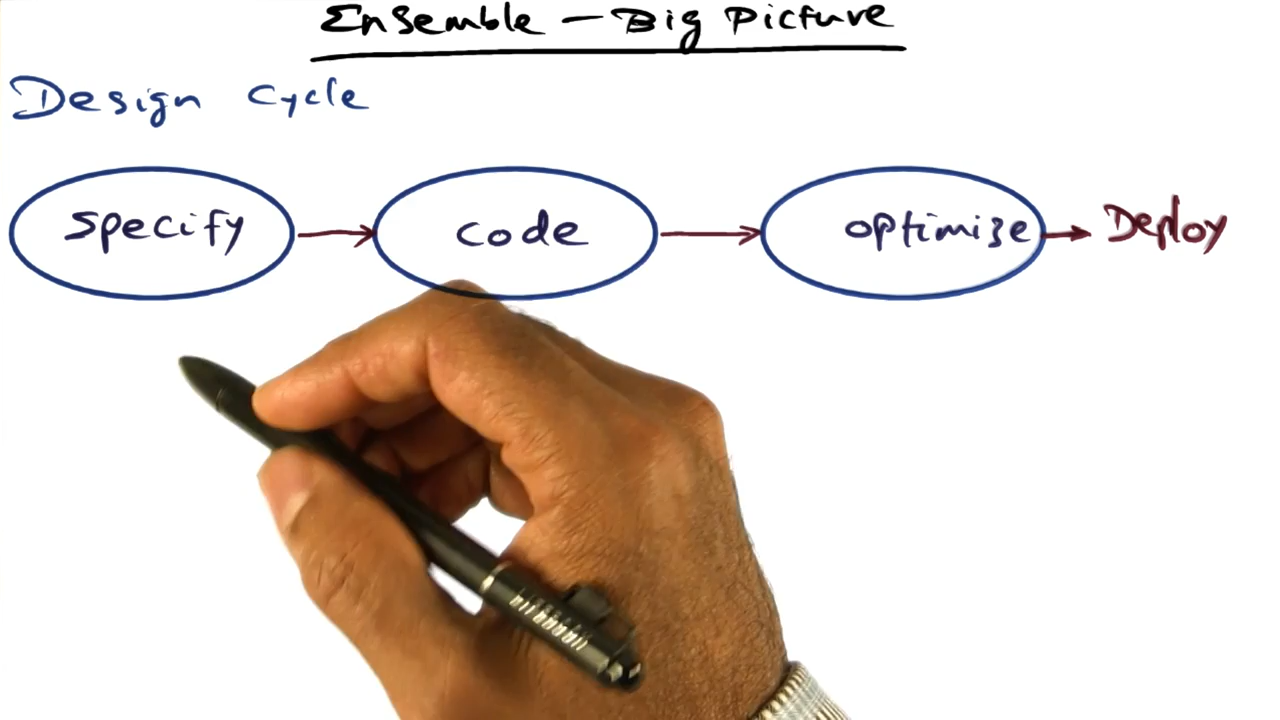 Ensemble - Big Picture
Design Cycle
Specify
code
optimize
Deploy